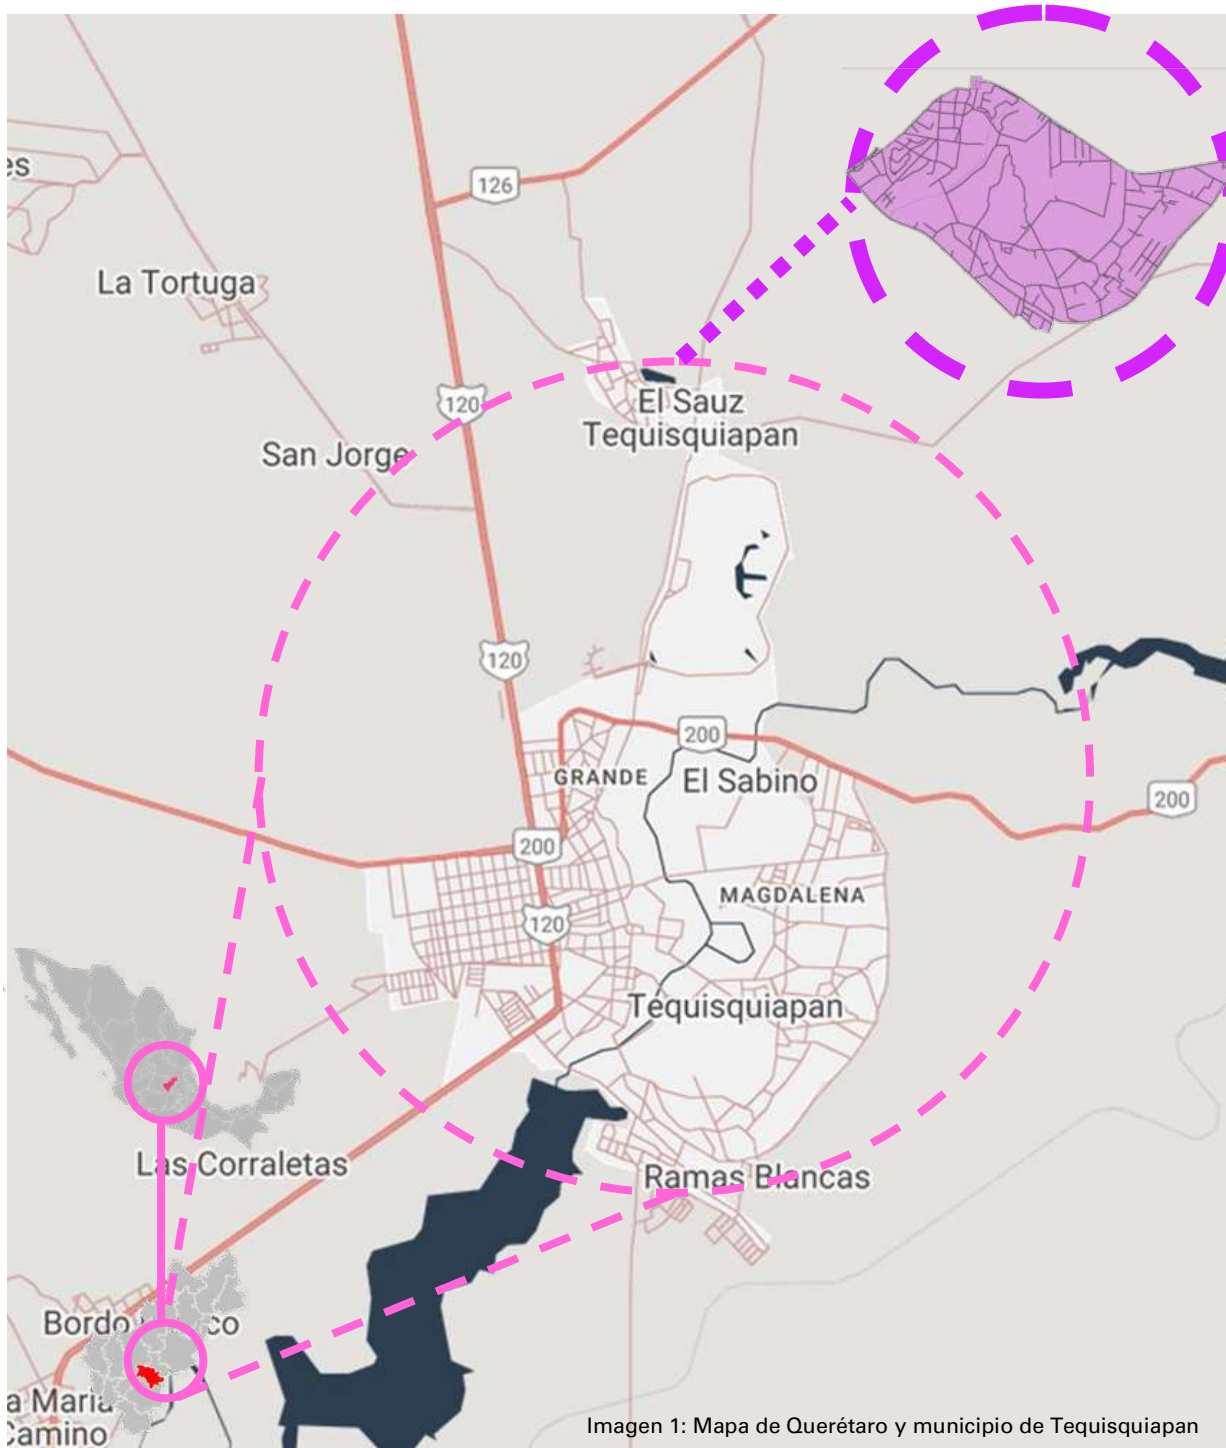 126
es
La Tortuga
120
El Sauz
Tequisquiapan
San Jorge
120
200
GRANDE
El Sabino
200
200
MAGDALENA
120
Tequisquiapan
Las Corraletas
Ramas Blancas
Bordo
co
a María
Camino
Imagen 1: Mapa de Querétaro y municipio de Tequisquiapan